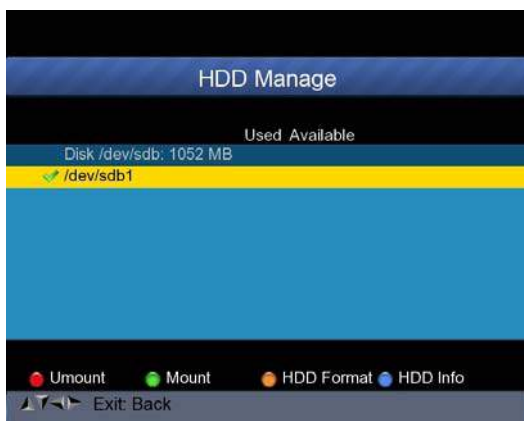 HDD Manage
Used Available
Disk /dev/sdb: 1052 MB
/dev/sdb1
Umount Mount HDD Format HDD Info
Exit: Back